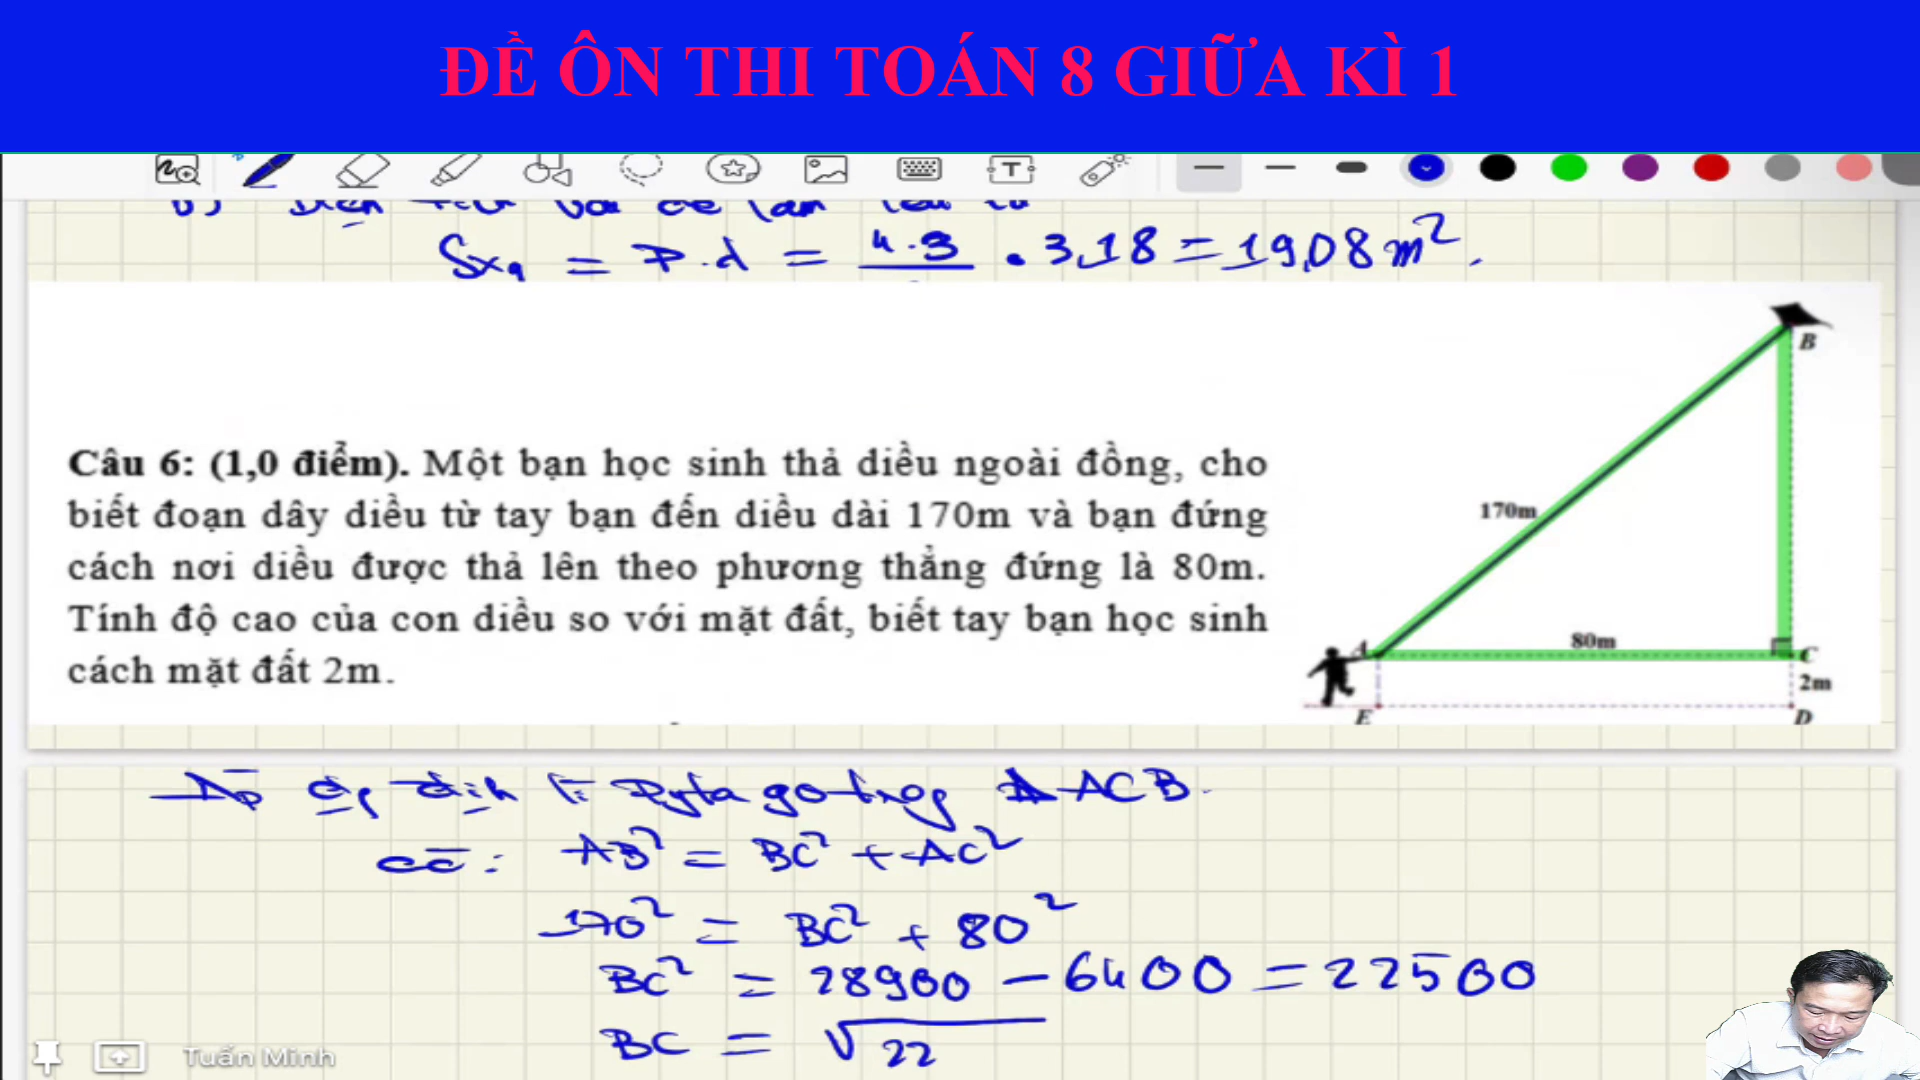 ĐỀ ÔN THI TOÁN 8 GIỮA KÌ 1
Sxq = P.d = 4.3 . 3,18 = 19,08 m².
B
Câu 6: (1,0 điểm). Một bạn học sinh thả diều ngoài đồng, cho
biết đoạn dây diều từ tay bạn đến diều dài 170m và bạn đứng
cách nơi diều được thả lên theo phương thẳng đứng là 80m.
Tính độ cao của con diều so với mặt đất, biết tay bạn học sinh
cách mặt đất 2m.
170m
A 80m C
2m
E D
Áp dụng định lí Pytago trong Δ ACB.
có: AB² = BC² + AC²
170² = BC² + 80²
BC² = 28900 - 6400 = 22500
BC = √22
Tuấn Minh